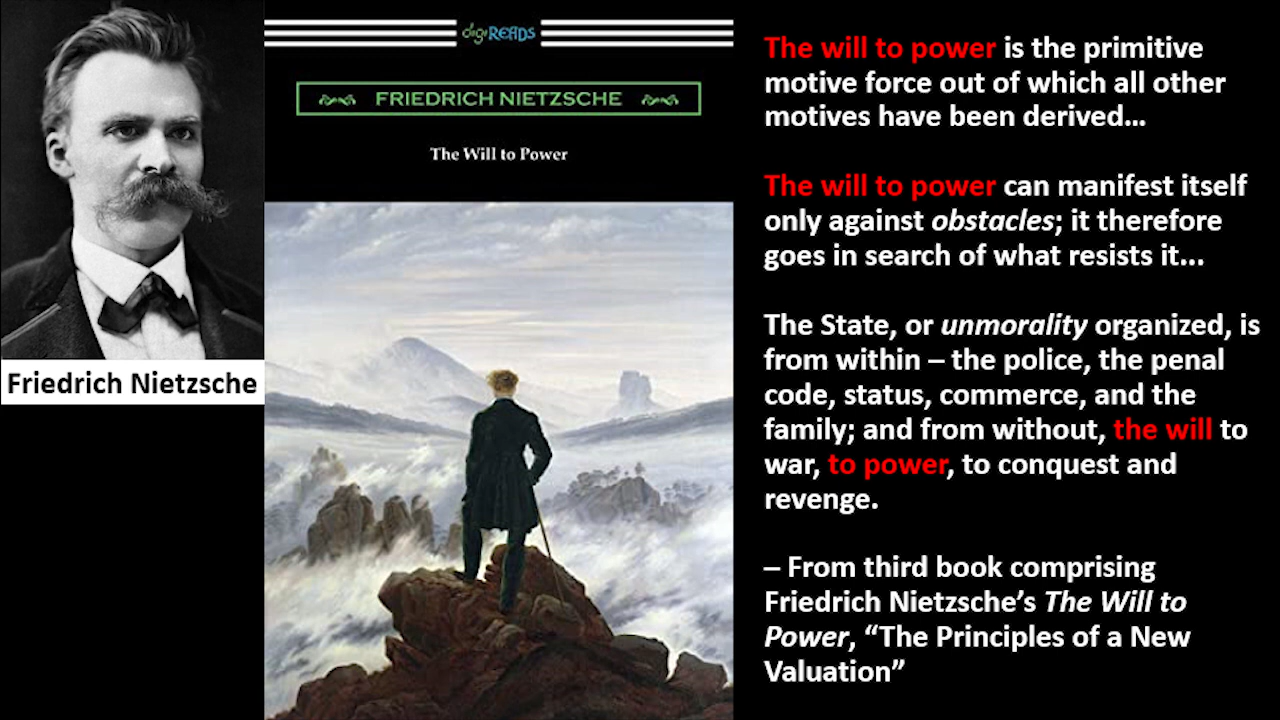 Friedrich Nietzsche
digiREADS
FRIEDRICH NIETZSCHE
The Will to Power
The will to power is the primitive
motive force out of which all other
motives have been derived…
The will to power can manifest itself
only against obstacles; it therefore
goes in search of what resists it...
The State, or unmorality organized, is
from within – the police, the penal
code, status, commerce, and the
family; and from without, the will to
war, to power, to conquest and
revenge.
– From third book comprising
Friedrich Nietzsche’s The Will to
Power, “The Principles of a New
Valuation”